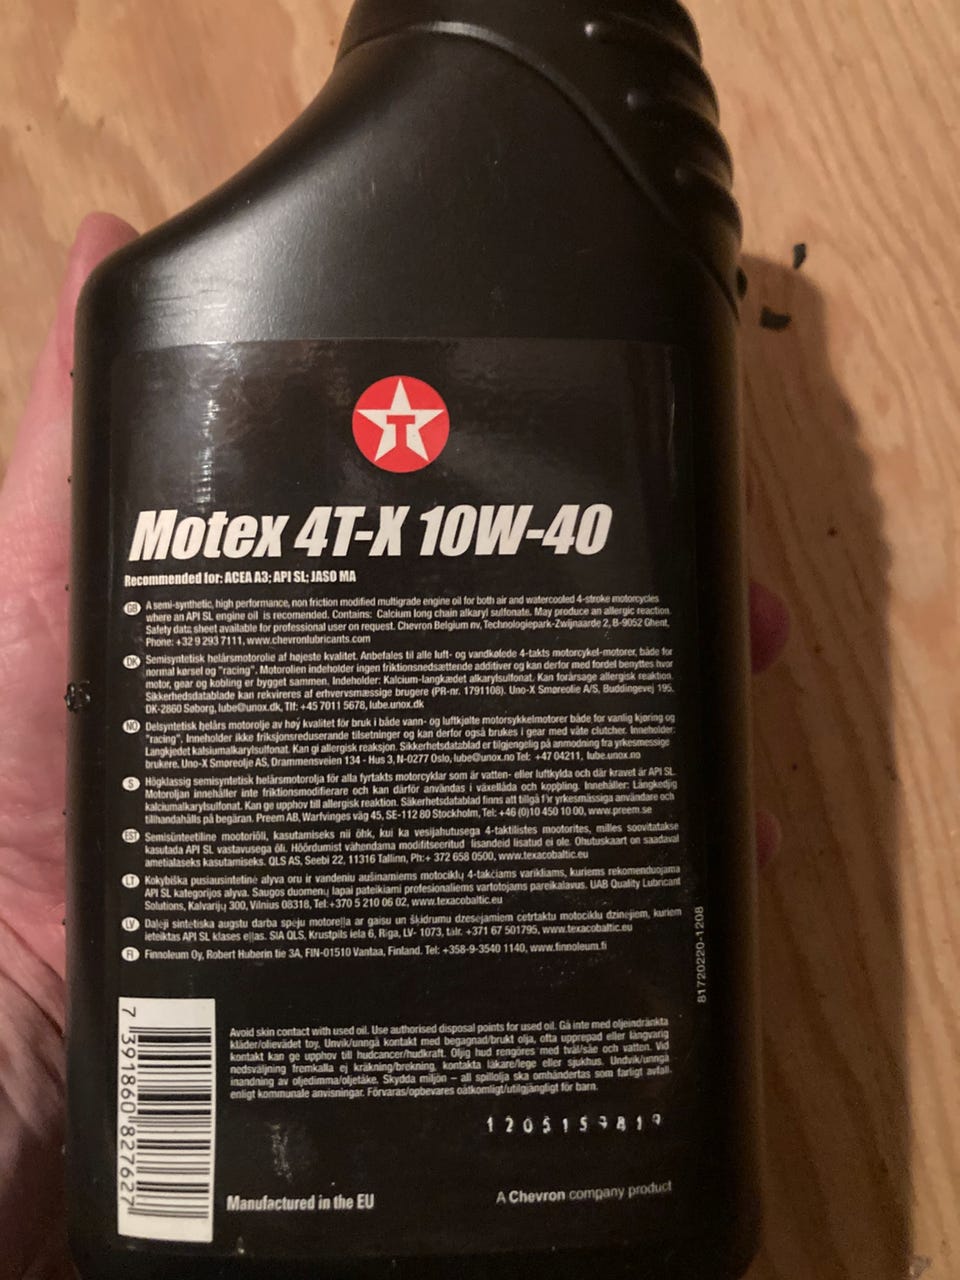 T
Motex 4T-X 10W-40
Recommended for: ACEA A3; API SL; JASO MA
GB A semi-synthetic, high performance, non friction modified multigrade engine oil for both air and watercooled 4-stroke motorcycles
where an API SL engine oil is recomended. Contains: Calcium long chain alkaryl sulfonate. May produce an allergic reaction.
Safety data sheet available for professional user on request. Chevron Belgium nv, Technologiepark-Zwijnaarde 2, B-9052 Ghent,
Phone: +32 9 293 7111, www.chevronlubricants.com
DK Semisyntetisk helårsmotorolie af højeste kvalitet. Anbefales til alle luft- og vandkølede 4-takts motorcykel-motorer, både for
normal kørsel og "racing". Motorolien indeholder ingen friktionsnedsættende additiver og kan derfor med fordel benyttes hvor
motor, gear og kobling er bygget sammen. Indeholder: Kalcium-langkædet alkarylsulfonat. Kan forårsage allergisk reaktion.
Sikkerhedsdatablade kan rekvireres af erhvervsmæssige brugere (PR-nr. 1791108). Uno-X Smøreolie A/S, Buddingevej 195,
DK-2860 Søborg, lube@unox.dk, Tlf: +45 7011 5678, lube.unox.dk
NO Delsyntetisk helårs motorolje av høy kvalitet for bruk i både vann- og luftkjølte motorsykkelmotorer både for vanlig kjøring og
"racing". Inneholder ikke friksjonsreduserende tilsetninger og kan derfor også brukes i gear med våte clutcher. Inneholder:
Langkjedet kalsiumalkarylsulfonat. Kan gi allergisk reaksjon. Sikkerhetsdatablad er tilgjengelig på anmodning fra yrkesmessige
brukere. Uno-X Smøreolje AS, Drammensveien 134 - Hus 3, N-0277 Oslo, lube@unox.no Tel: +47 04211, lube.unox.no
S Högklassig semisyntetisk helårsmotorolja för alla fyrtakts motorcyklar som är vatten- eller luftkylda och där kravet är API SL.
Motoroljan innehåller inte friktionsmodifierare och kan därför användas i växellåda och koppling. Innehåller: Långkedjig
kalciumalkarylsulfonat. Kan ge upphov till allergisk reaktion. Säkerhetsdatablad finns att tillgå för yrkesmässiga användare och
tillhandahålls på begäran. Preem AB, Warfvinges väg 45, SE-112 80 Stockholm, Tel: +46 (0)10 450 10 00, www.preem.se
EST Semisünteetiline mootoriõli, kasutamiseks nii õhk, kui ka vesijahutusega 4-taktilistes mootorites, milles soovitatakse
kasutada API SL vastavusega õli. Hõõrdumist vähendama modifitseeritud lisandeid lisatud ei ole. Ohutuskaart on saadaval
ametialaseks kasutamiseks. QLS AS, Seebi 22, 11316 Tallinn, Ph:+ 372 658 0500, www.texacobaltic.eu
LT Kokybiška pusiausintetinė alyva oru ir vandeniu aušinamiems motociklų 4-takčiams varikliams, kuriems rekomenduojama
API SL kategorijos alyva. Saugos duomenų lapai pateikiami profesionaliems vartotojams pareikalavus. UAB Quality Lubricant
Solutions, Kalvarijų 300, Vilnius 08318, Tel:+370 5 210 06 02, www.texacobaltic.eu
LV Daļēji sintētiska augstu darba spēju motoreļļa ar gaisu un šķidrumu dzesējamiem četrtaktu motociklu dzinējiem, kuriem
ieteiktas API SL klases eļļas. SIA QLS, Krustpils iela 6, Riga, LV- 1073, tālr. +371 67 501795, www.texacobaltic.eu
FI Finnoleum Oy, Robert Huberin tie 3A, FIN-01510 Vantaa, Finland. Tel: +358-9-3540 1140, www.finnoleum.fi
81720220-1208
Avoid skin contact with used oil. Use authorised disposal points for used oil. Gå inte med oljeindränkta
kläder/olievädet toy. Unvik/unngå kontakt med begagnad/brukt olja, ofta upprepad eller långvarig
kontakt kan ge upphov till hudcancer/hudkraft. Oljig hud rengöres med tvål/såe och vatten. Vid
nedsväljning fremkalla ej kräkning/brekning, kontakta läkare/lege eller sjukhus. Undvik/unngå
inandning av oljedimma/oljetåke. Skydda miljön – all spillolja ska omhändertas som farligt avfall,
enligt kommunale anvisningar. Förvaras/opbevares oåtkomligt/utilgjängligt for barn.
7 391860 827627
Manufactured in the EU
A Chevron company product